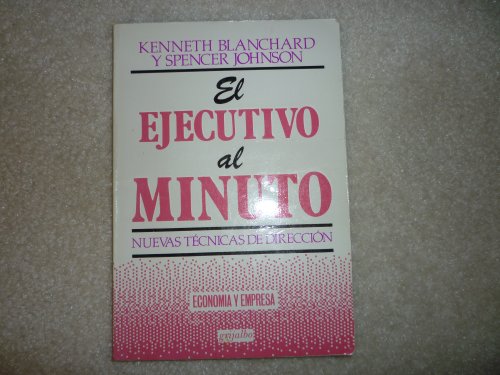 KENNETH BLANCHARD
Y SPENCER JOHNSON
El
EJECUTIVO
al
MINUTO
NUEVAS TÉCNICAS DE DIRECCIÓN
ECONOMIA Y EMPRESA
grijalbo